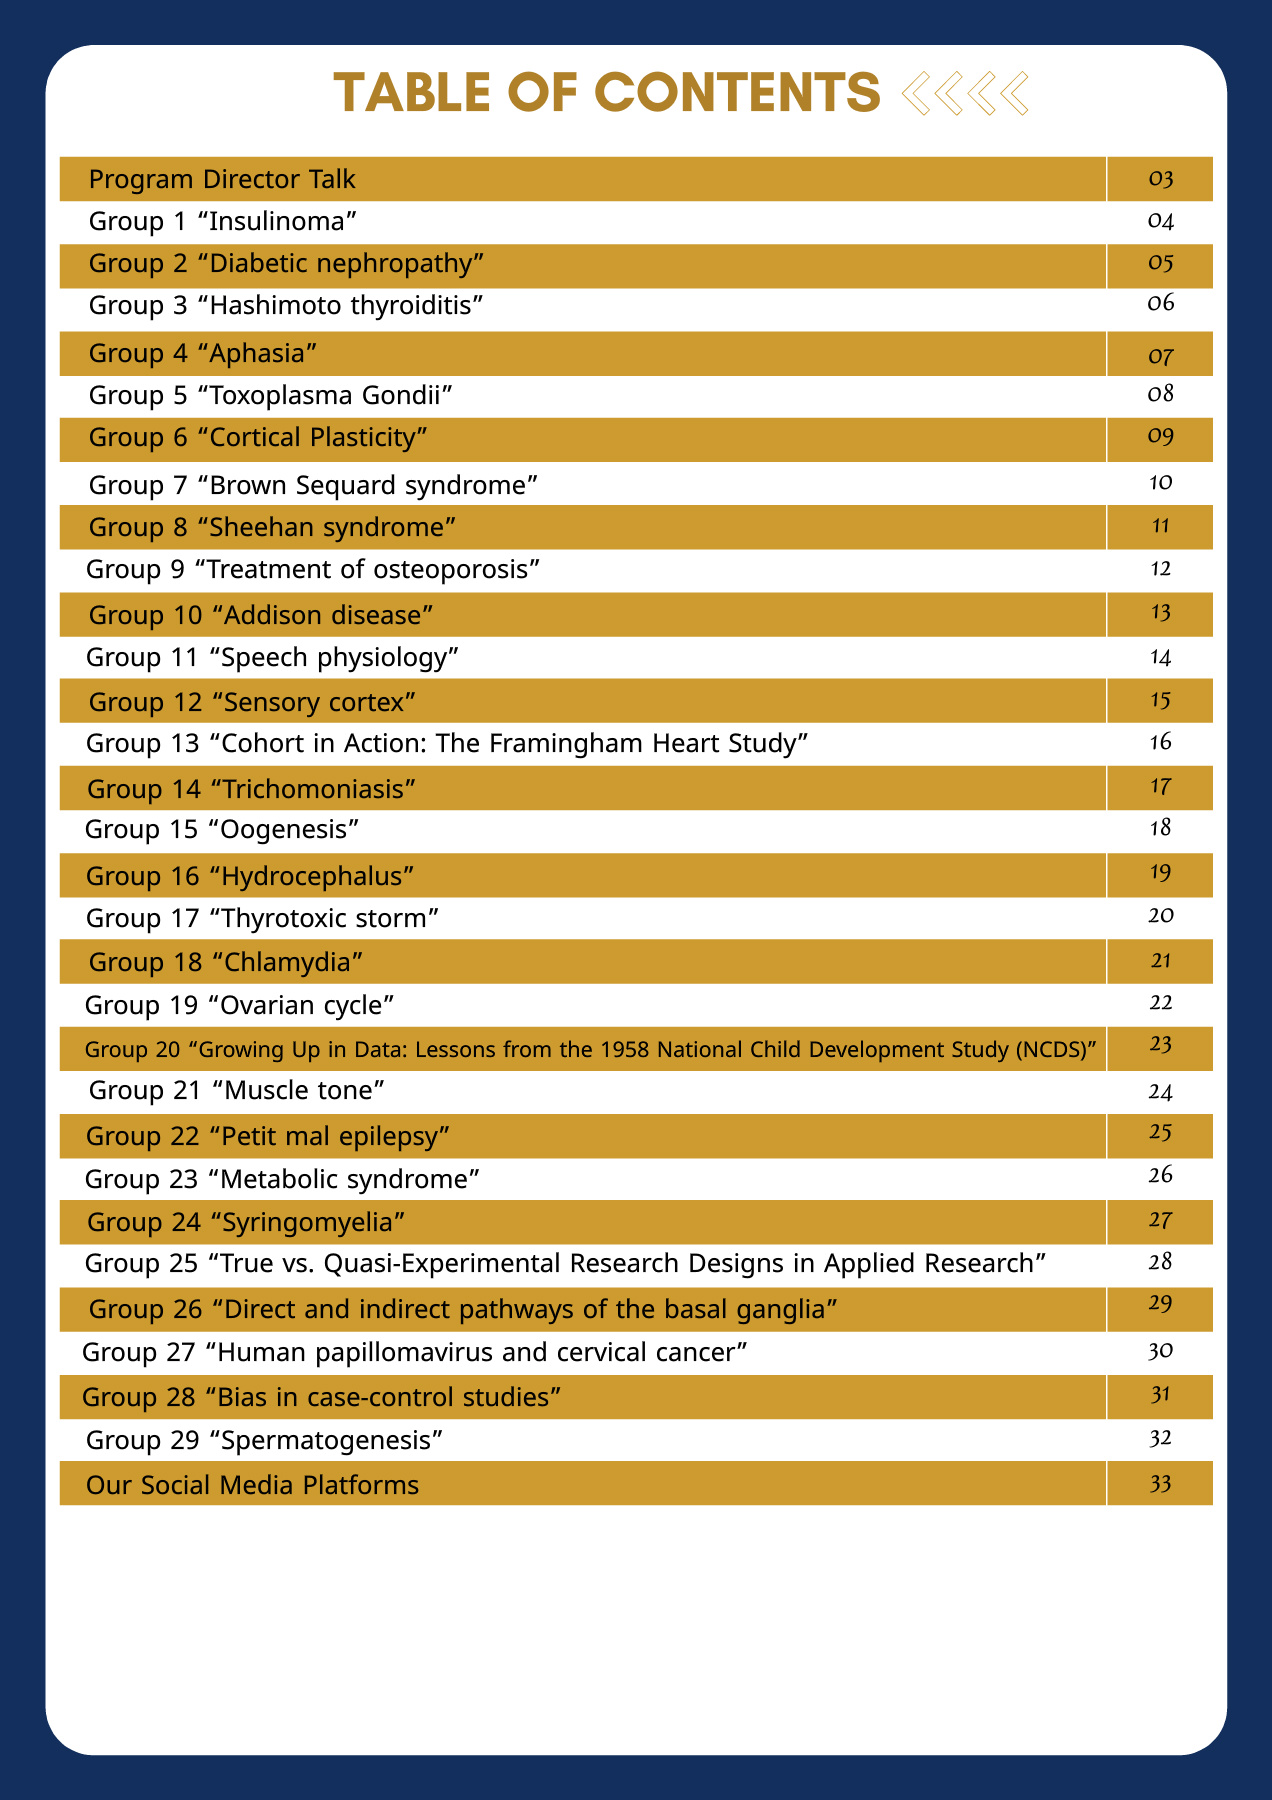 TABLE OF CONTENTS
Program Director Talk 03
Group 1 “Insulinoma” 04
Group 2 “Diabetic nephropathy” 05
Group 3 “Hashimoto thyroiditis” 06
Group 4 “Aphasia” 07
Group 5 “Toxoplasma Gondii” 08
Group 6 “Cortical Plasticity” 09
Group 7 “Brown Sequard syndrome” 10
Group 8 “Sheehan syndrome” 11
Group 9 “Treatment of osteoporosis” 12
Group 10 “Addison disease” 13
Group 11 “Speech physiology” 14
Group 12 “Sensory cortex” 15
Group 13 “Cohort in Action: The Framingham Heart Study” 16
Group 14 “Trichomoniasis” 17
Group 15 “Oogenesis” 18
Group 16 “Hydrocephalus” 19
Group 17 “Thyrotoxic storm” 20
Group 18 “Chlamydia” 21
Group 19 “Ovarian cycle” 22
Group 20 “Growing Up in Data: Lessons from the 1958 National Child Development Study (NCDS)” 23
Group 21 “Muscle tone” 24
Group 22 “Petit mal epilepsy” 25
Group 23 “Metabolic syndrome” 26
Group 24 “Syringomyelia” 27
Group 25 “True vs. Quasi-Experimental Research Designs in Applied Research” 28
Group 26 “Direct and indirect pathways of the basal ganglia” 29
Group 27 “Human papillomavirus and cervical cancer” 30
Group 28 “Bias in case-control studies” 31
Group 29 “Spermatogenesis” 32
Our Social Media Platforms 33